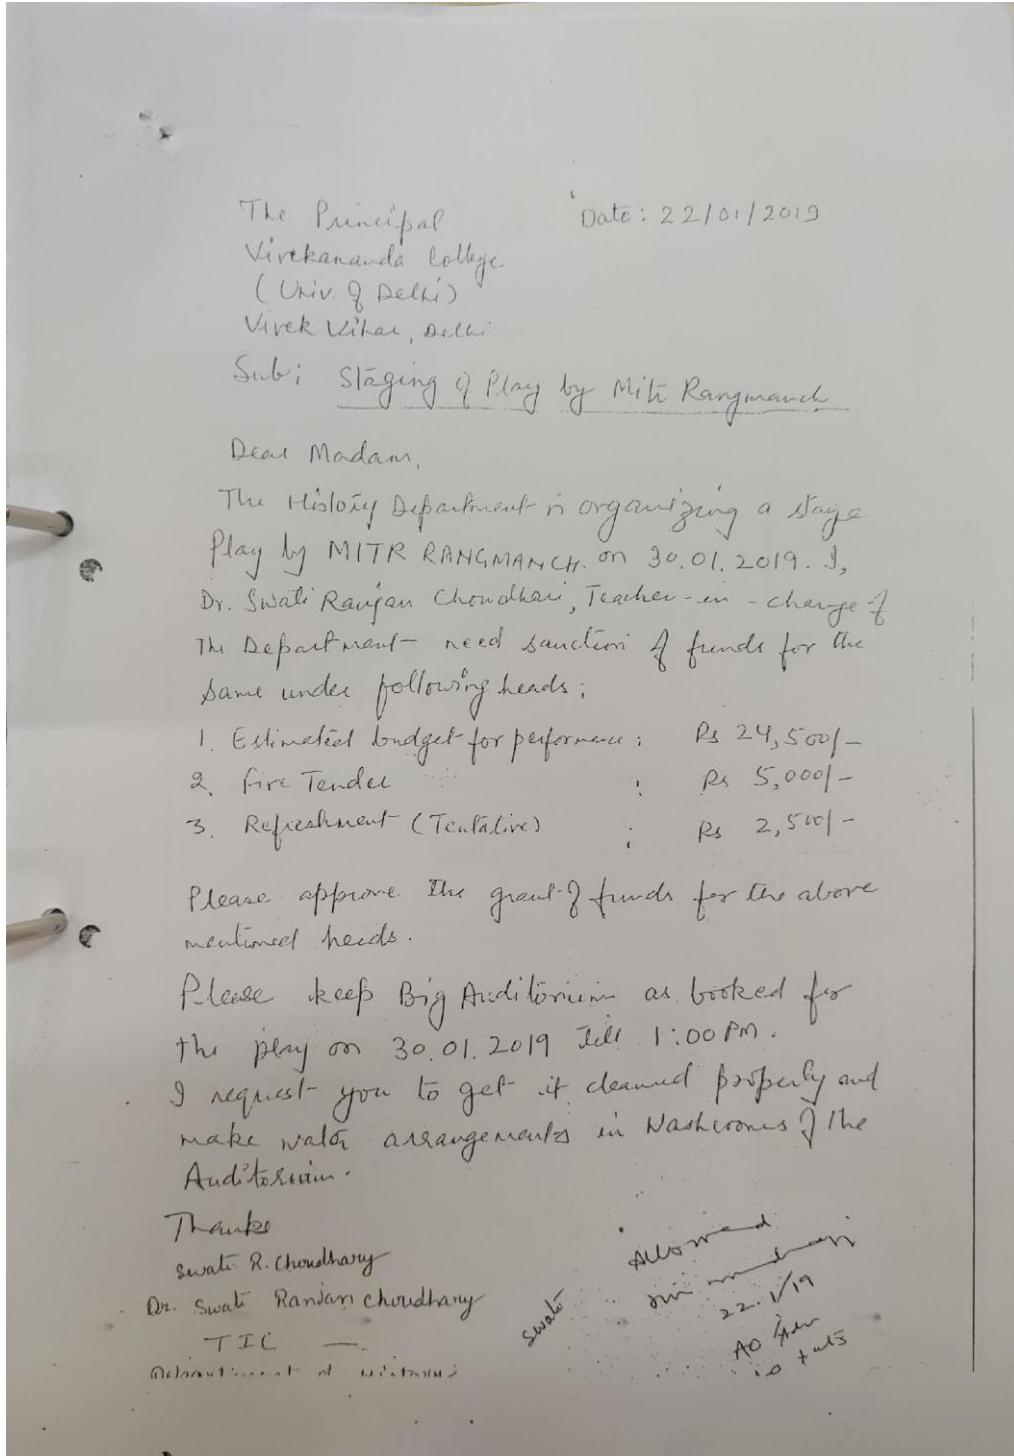 The Principal
Date: 22/01/2019
Vivekananda College
(Univ. of Delhi)
Vivek Vihar, Delhi
Sub: Staging of Play by Mitr Rangmanch
Dear Madam,
The History Department is organizing a stage
Play by MITR RANGMANCH. on 30.01.2019. I,
Dr. Swati Ranjan Choudhari, Teacher-in-charge of
The Department need sanction of funds for the
same under following heads:
1. Estimated budget for performance: Rs 24,500/-
2. Fire Tender : Rs 5,000/-
3. Refreshment (Tentative) : Rs 2,500/-
Please approve the grant of funds for the above
mentioned heads.
Please keep Big Auditorium as booked for
the play on 30.01.2019 till 1:00 PM.
I request you to get it cleaned properly and
make water arrangements in Washrooms of the
Auditorium.
Thanks
Swati R. Choudhary
Dr. Swati Ranjan Choudhary
TIC
Department of History
Allowed
22.1/19
AO
Swati